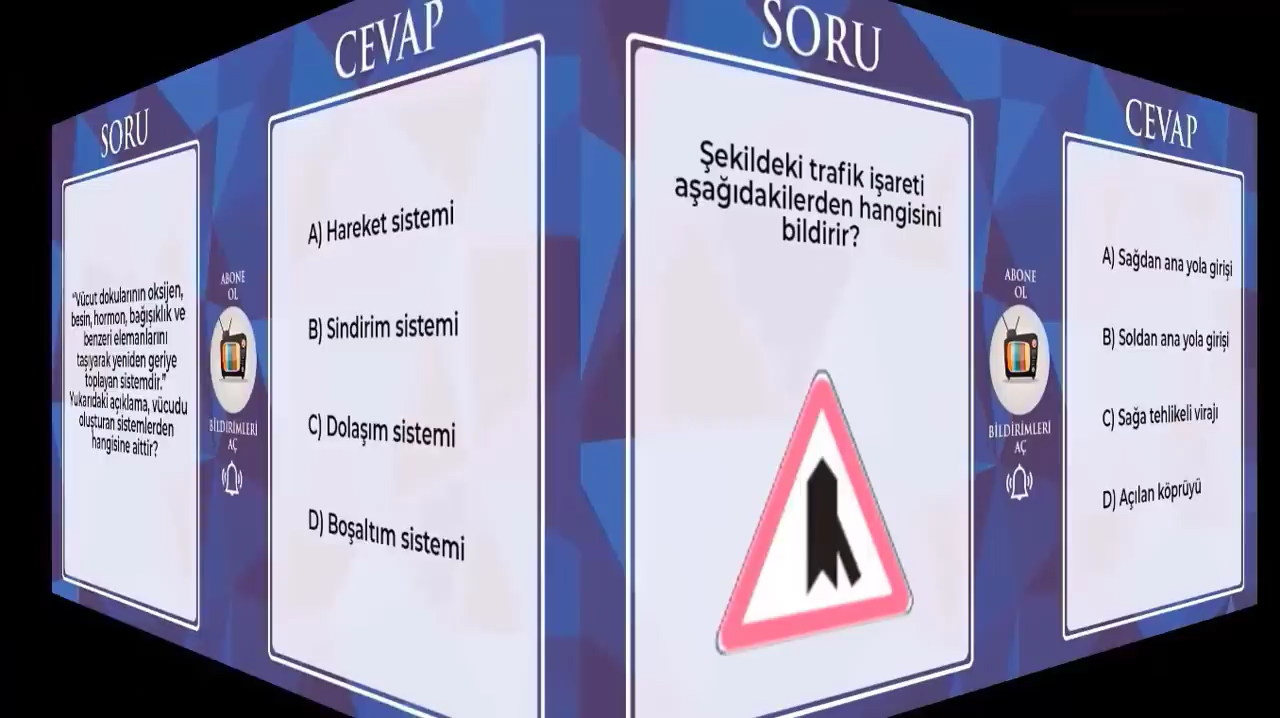 SORU
"Vücut dokularının oksijen,
besin, hormon, bağışıklık ve
benzeri elemanlarını
taşıyarak yeniden geriye
toplayan sistemdir."
Yukarıdaki açıklama, vücudu
oluşturan sistemlerden
hangisine aittir?
ABONE
OL
BİLDİRİMLERİ
AÇ
CEVAP
A) Hareket sistemi
B) Sindirim sistemi
C) Dolaşım sistemi
D) Boşaltım sistemi
SORU
Şekildeki trafik işareti
aşağıdakilerden hangisini
bildirir?
ABONE
OL
BİLDİRİMLERİ
AÇ
CEVAP
A) Sağdan ana yola girişi
B) Soldan ana yola girişi
C) Sağa tehlikeli virajı
D) Açılan köprüyü